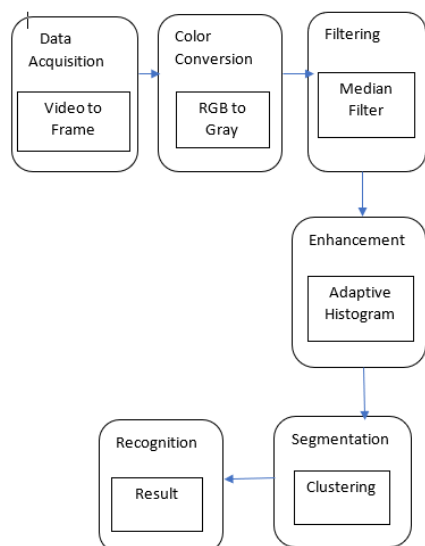 Data
Acquisition
Video to
Frame
Color
Conversion
RGB to
Gray
Filtering
Median
Filter
Enhancement
Adaptive
Histogram
Segmentation
Clustering
Recognition
Result